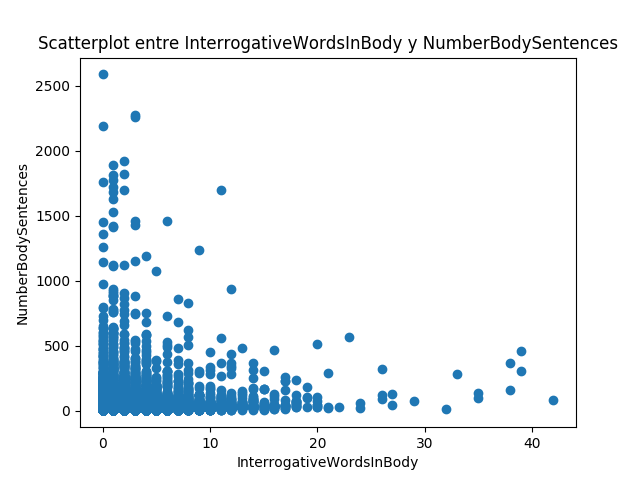 Scatterplot entre InterrogativeWordsInBody y NumberBodySentences
2500
2000
1500
1000
500
0
NumberBodySentences
0 10 20 30 40
InterrogativeWordsInBody